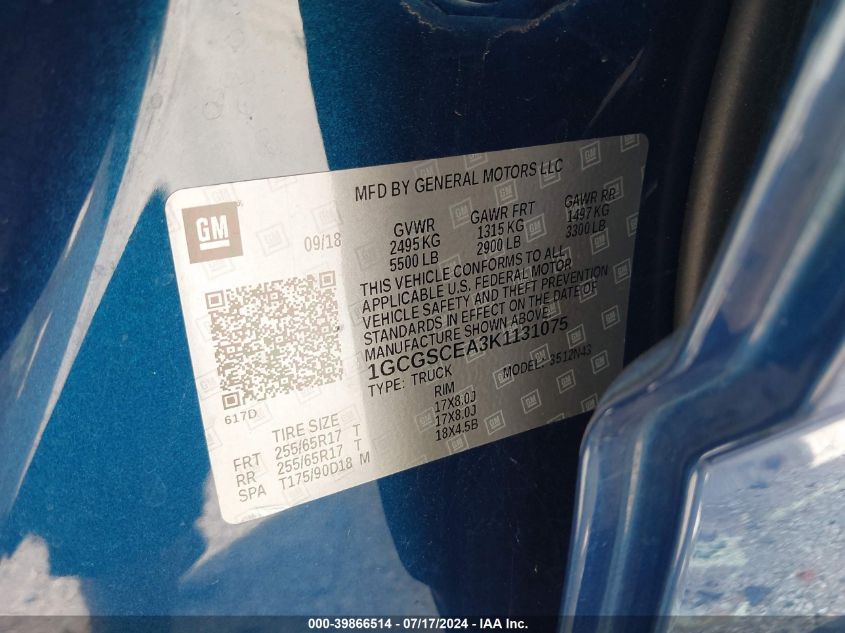 MFD BY GENERAL MOTORS LLC
GM
09/18
GVWR GAWR FRT GAWR RR
2495 KG 1315 KG 1497 KG
5500 LB 2900 LB 3300 LB
THIS VEHICLE CONFORMS TO ALL
APPLICABLE U.S. FEDERAL MOTOR
VEHICLE SAFETY AND THEFT PREVENTION
STANDARDS IN EFFECT ON THE DATE OF
MANUFACTURE SHOWN ABOVE
1GCGSCEA3K1131075
TYPE: TRUCK MODEL: 3512N43
617D
TIRE SIZE RIM
FRT 255/65R17 T 17X8.0J
RR 255/65R17 T 17X8.0J
SPA T175/90D18 M 18X4.5B
000-39866514 / 07/17/2024 - IAA Inc.